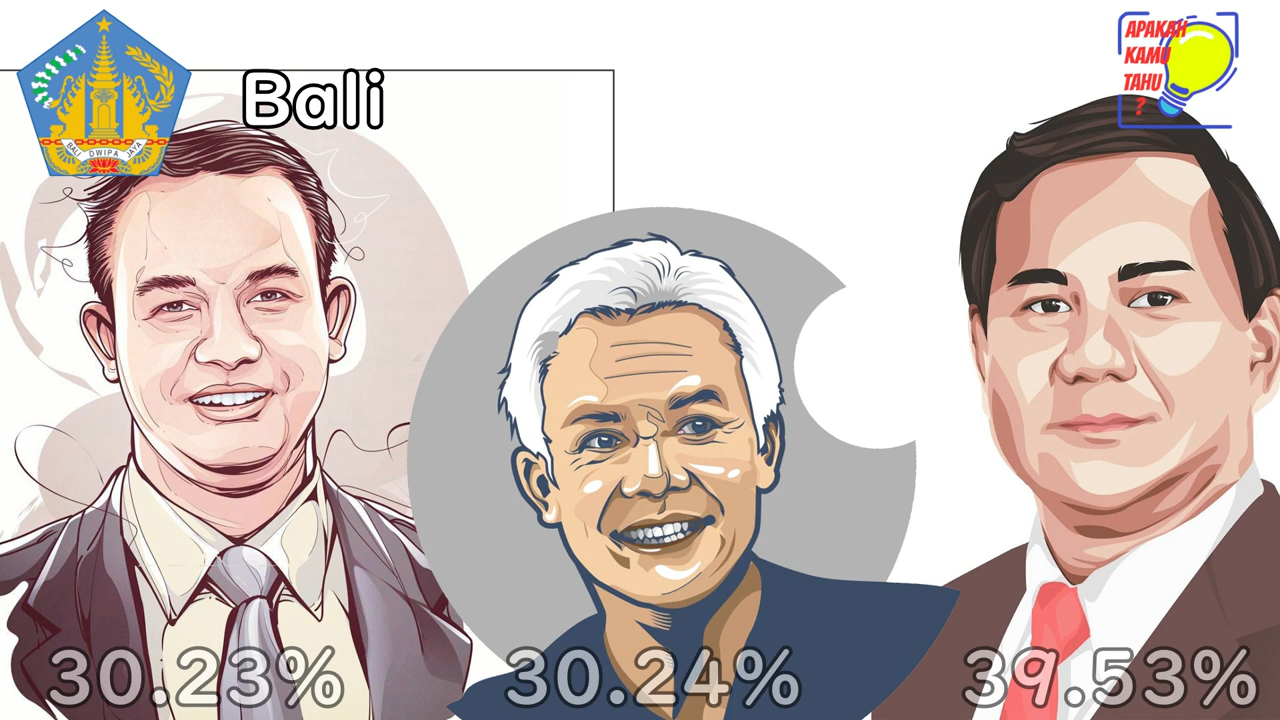 Bali
APAKAH
KAMU
TAHU
?
BALI DWIPA JAYA
30.23% 30.24% 39.53%